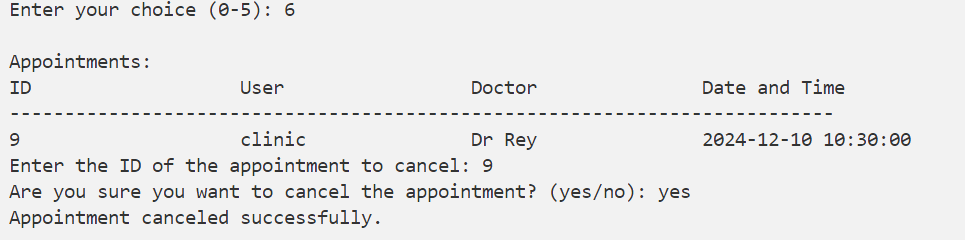 Enter your choice (0-5): 6
Appointments:
ID User Doctor Date and Time
---------------------------------------------------------------------------
9 clinic Dr Rey 2024-12-10 10:30:00
Enter the ID of the appointment to cancel: 9
Are you sure you want to cancel the appointment? (yes/no): yes
Appointment canceled successfully.